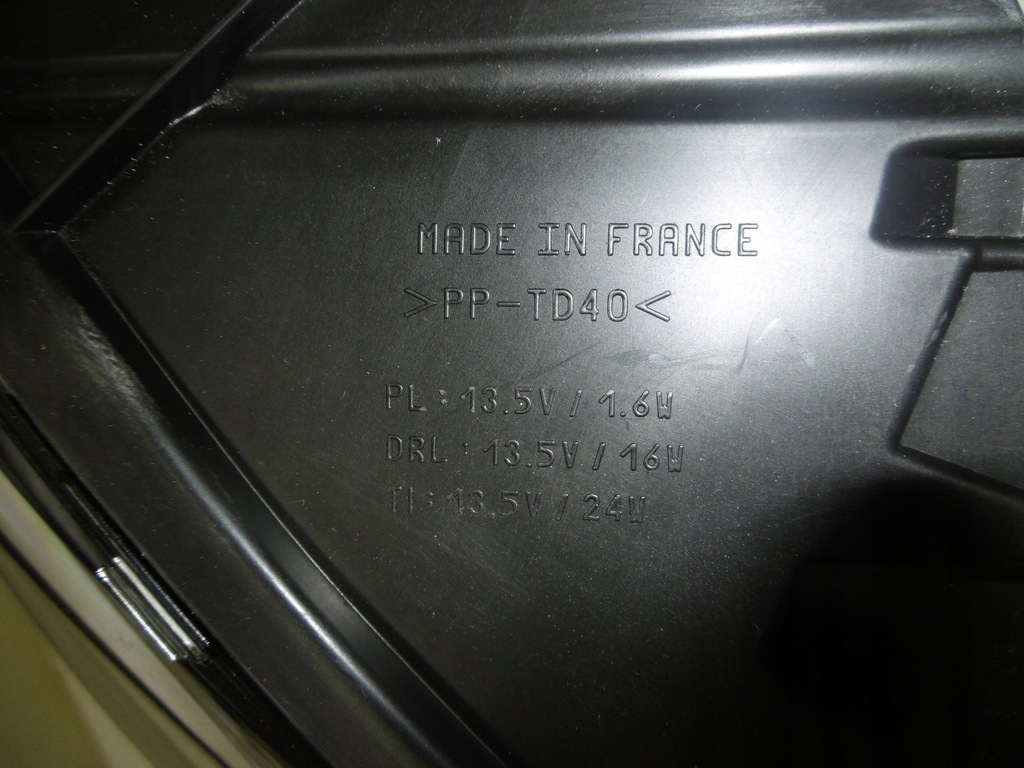 MADE IN FRANCE
>PP-TD40<
PL : 13.5V / 1.6W
DRL : 13.5V / 16W
TI : 13.5V / 24W